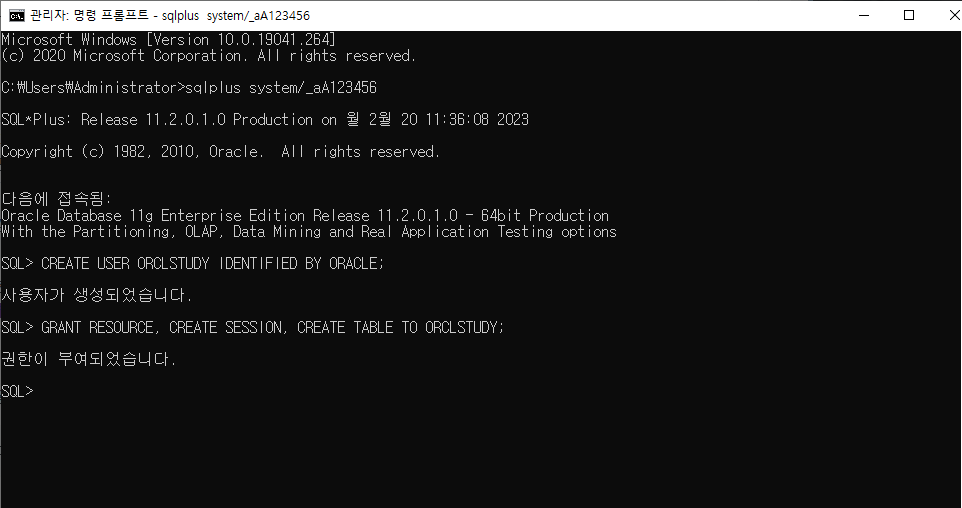 관리자: 명령 프롬프트 - sqlplus  system/_aA123456
Microsoft Windows [Version 10.0.19041.264]
(c) 2020 Microsoft Corporation. All rights reserved.
C:\Users\Administrator>sqlplus system/_aA123456
SQL*Plus: Release 11.2.0.1.0 Production on 월 2월 20 11:36:08 2023
Copyright (c) 1982, 2010, Oracle.  All rights reserved.
다음에 접속됨:
Oracle Database 11g Enterprise Edition Release 11.2.0.1.0 - 64bit Production
With the Partitioning, OLAP, Data Mining and Real Application Testing options
SQL> CREATE USER ORCLSTUDY IDENTIFIED BY ORACLE;
사용자가 생성되었습니다.
SQL> GRANT RESOURCE, CREATE SESSION, CREATE TABLE TO ORCLSTUDY;
권한이 부여되었습니다.
SQL>